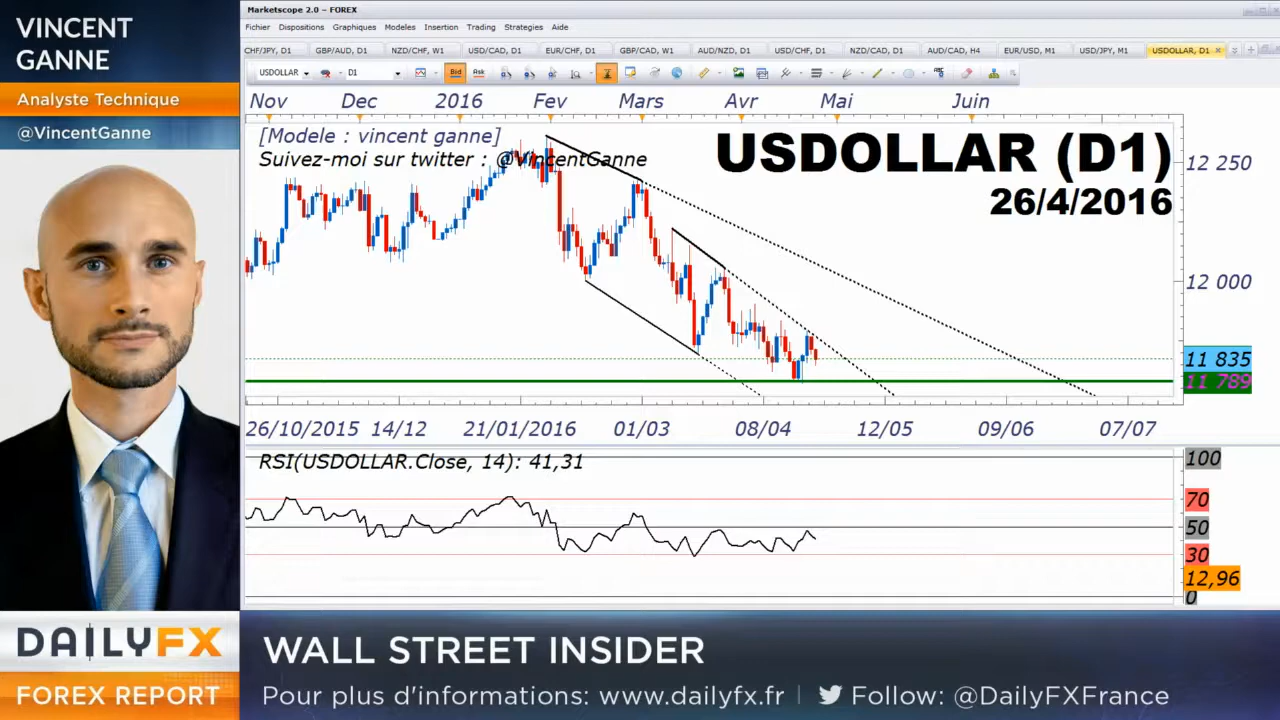 VINCENT
GANNE
Analyste Technique
@VincentGanne
Marketscope 2.0 – FOREX
Fichier Dispositions Graphiques Modeles Insertion Trading Strategies Aide
CHF/JPY, D1 GBP/AUD, D1 NZD/CHF, W1 USD/CAD, D1 EUR/CHF, D1 GBP/CAD, W1 AUD/NZD, D1 USD/CHF, D1 NZD/CAD, D1 AUD/CAD, H4 EUR/USD, M1 USD/JPY, M1 USDOLLAR, D1
USDOLLAR D1 Bid Ask
Nov Dec 2016 Fev Mars Avr Mai Juin
[Modele : vincent ganne]
Suivez-moi sur twitter : @VincentGanne
USDOLLAR (D1)
26/4/2016
12 250
12 000
11 835
11 789
26/10/2015 14/12 21/01/2016 01/03 08/04 12/05 09/06 07/07
RSI(USDOLLAR.Close, 14): 41,31
100
70
50
30
12,96
0
DAILYFX
FOREX REPORT
WALL STREET INSIDER
Pour plus d'informations: www.dailyfx.fr | Follow: @DailyFXFrance